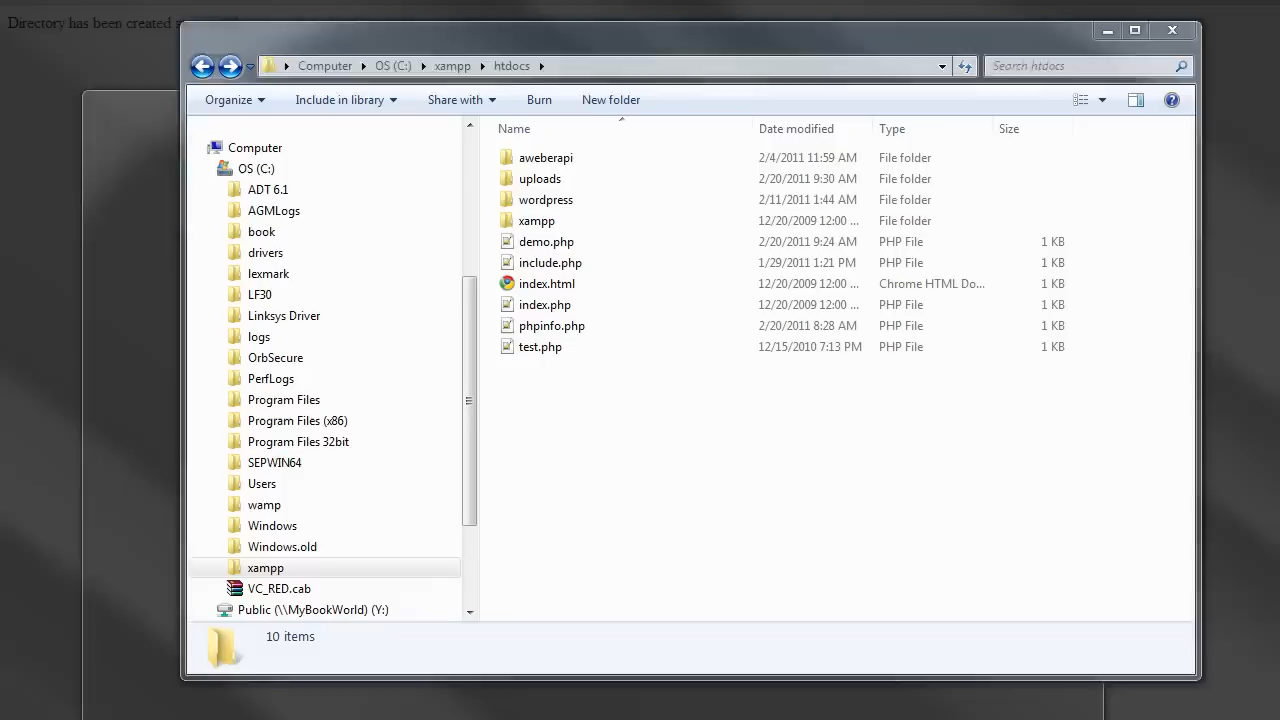 Directory has been created
Computer OS (C:) xampp htdocs
Search htdocs
Organize Include in library Share with Burn New folder
Name Date modified Type Size
Computer
OS (C:)
ADT 6.1
AGMLogs
book
drivers
lexmark
LF30
Linksys Driver
logs
OrbSecure
PerfLogs
Program Files
Program Files (x86)
Program Files 32bit
SEPWIN64
Users
wamp
Windows
Windows.old
xampp
VC_RED.cab
Public (\\MyBookWorld) (Y:)
aweberapi 2/4/2011 11:59 AM File folder
uploads 2/20/2011 9:30 AM File folder
wordpress 2/11/2011 1:44 AM File folder
xampp 12/20/2009 12:00 ... File folder
demo.php 2/20/2011 9:24 AM PHP File 1 KB
include.php 1/29/2011 1:21 PM PHP File 1 KB
index.html 12/20/2009 12:00 ... Chrome HTML Do... 1 KB
index.php 12/20/2009 12:00 ... PHP File 1 KB
phpinfo.php 2/20/2011 8:28 AM PHP File 1 KB
test.php 12/15/2010 7:13 PM PHP File 1 KB
10 items